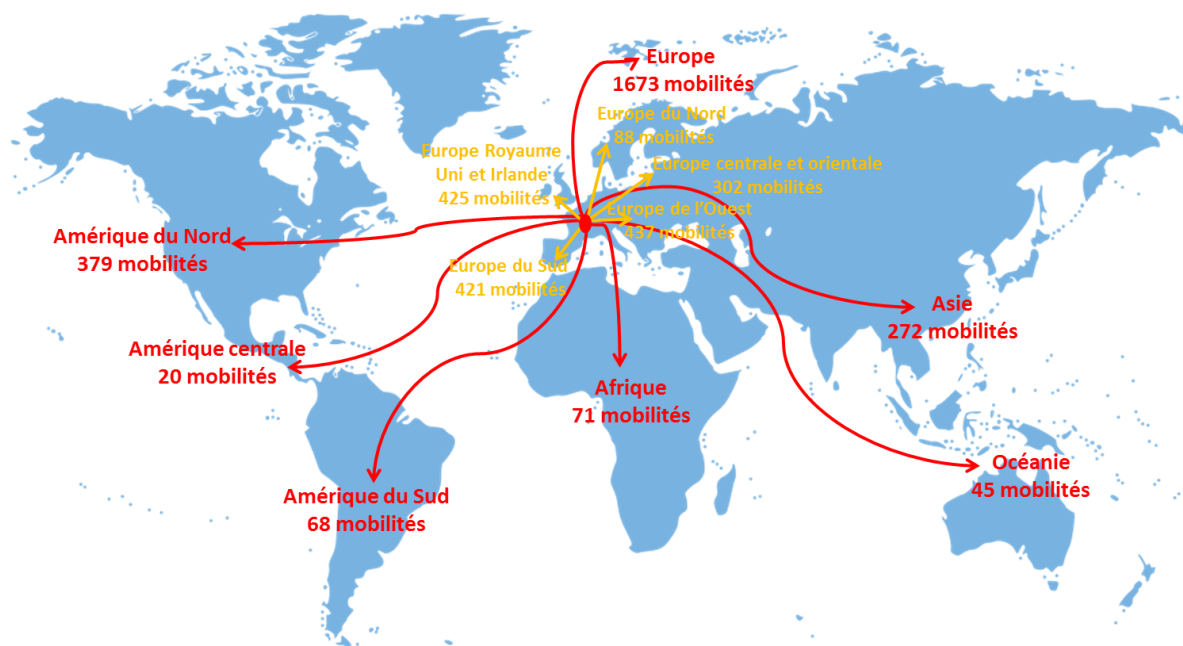 Europe
1673 mobilités
Europe du Nord
88 mobilités
Europe Royaume
Uni et Irlande
425 mobilités
Europe centrale et orientale
302 mobilités
Europe de l’Ouest
437 mobilités
Europe du Sud
421 mobilités
Amérique du Nord
379 mobilités
Asie
272 mobilités
Amérique centrale
20 mobilités
Afrique
71 mobilités
Océanie
45 mobilités
Amérique du Sud
68 mobilités